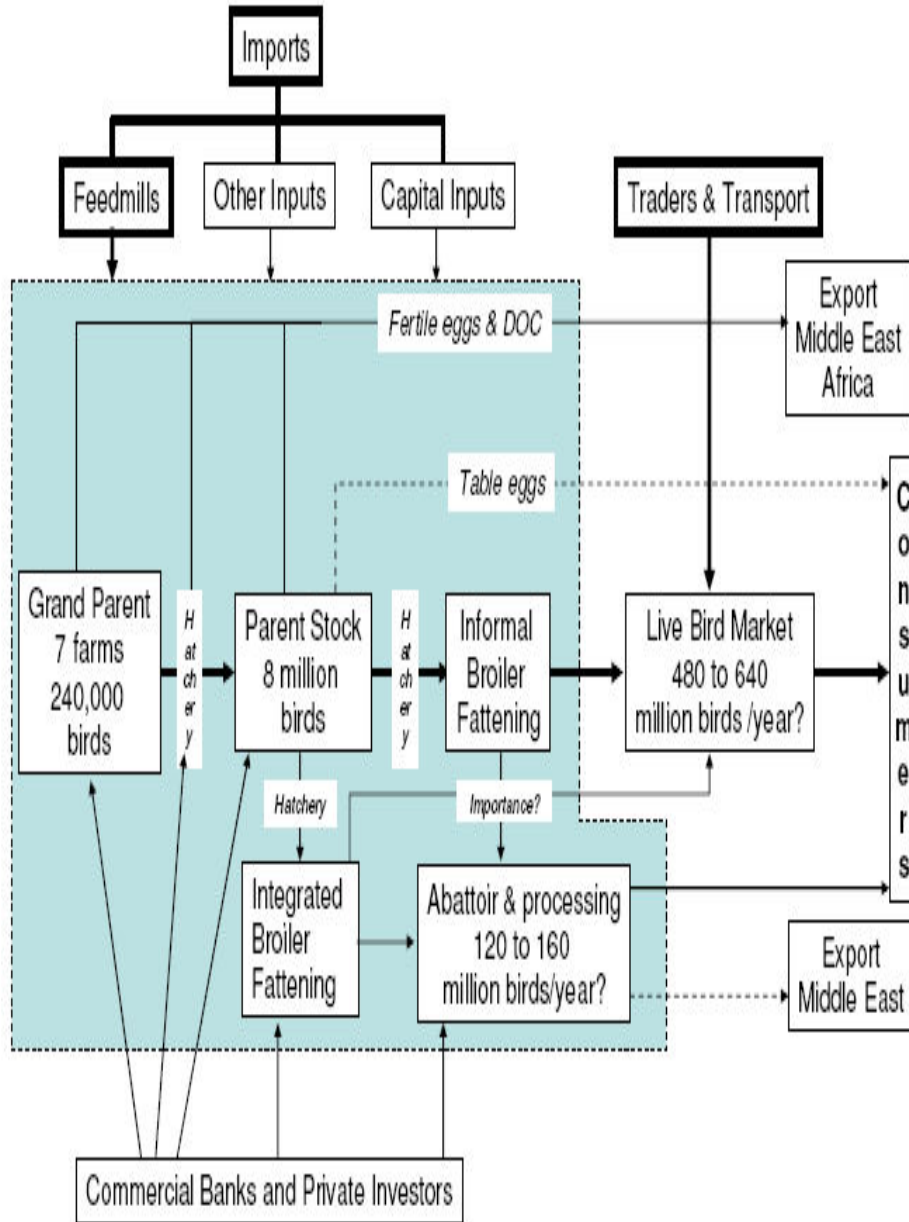 Imports
Feedmills
Other Inputs
Capital Inputs
Traders & Transport
Fertile eggs & DOC
Export
Middle East
Africa
Table eggs
Grand Parent
7 farms
240,000
birds
H
at
ch
er
y
Parent Stock
8 million
birds
H
at
ch
er
y
Informal
Broiler
Fattening
Live Bird Market
480 to 640
million birds /year?
C
o
n
s
u
m
e
r
s
Hatchery
Importance?
Integrated
Broiler
Fattening
Abattoir & processing
120 to 160
million birds/year?
Export
Middle East
Commercial Banks and Private Investors